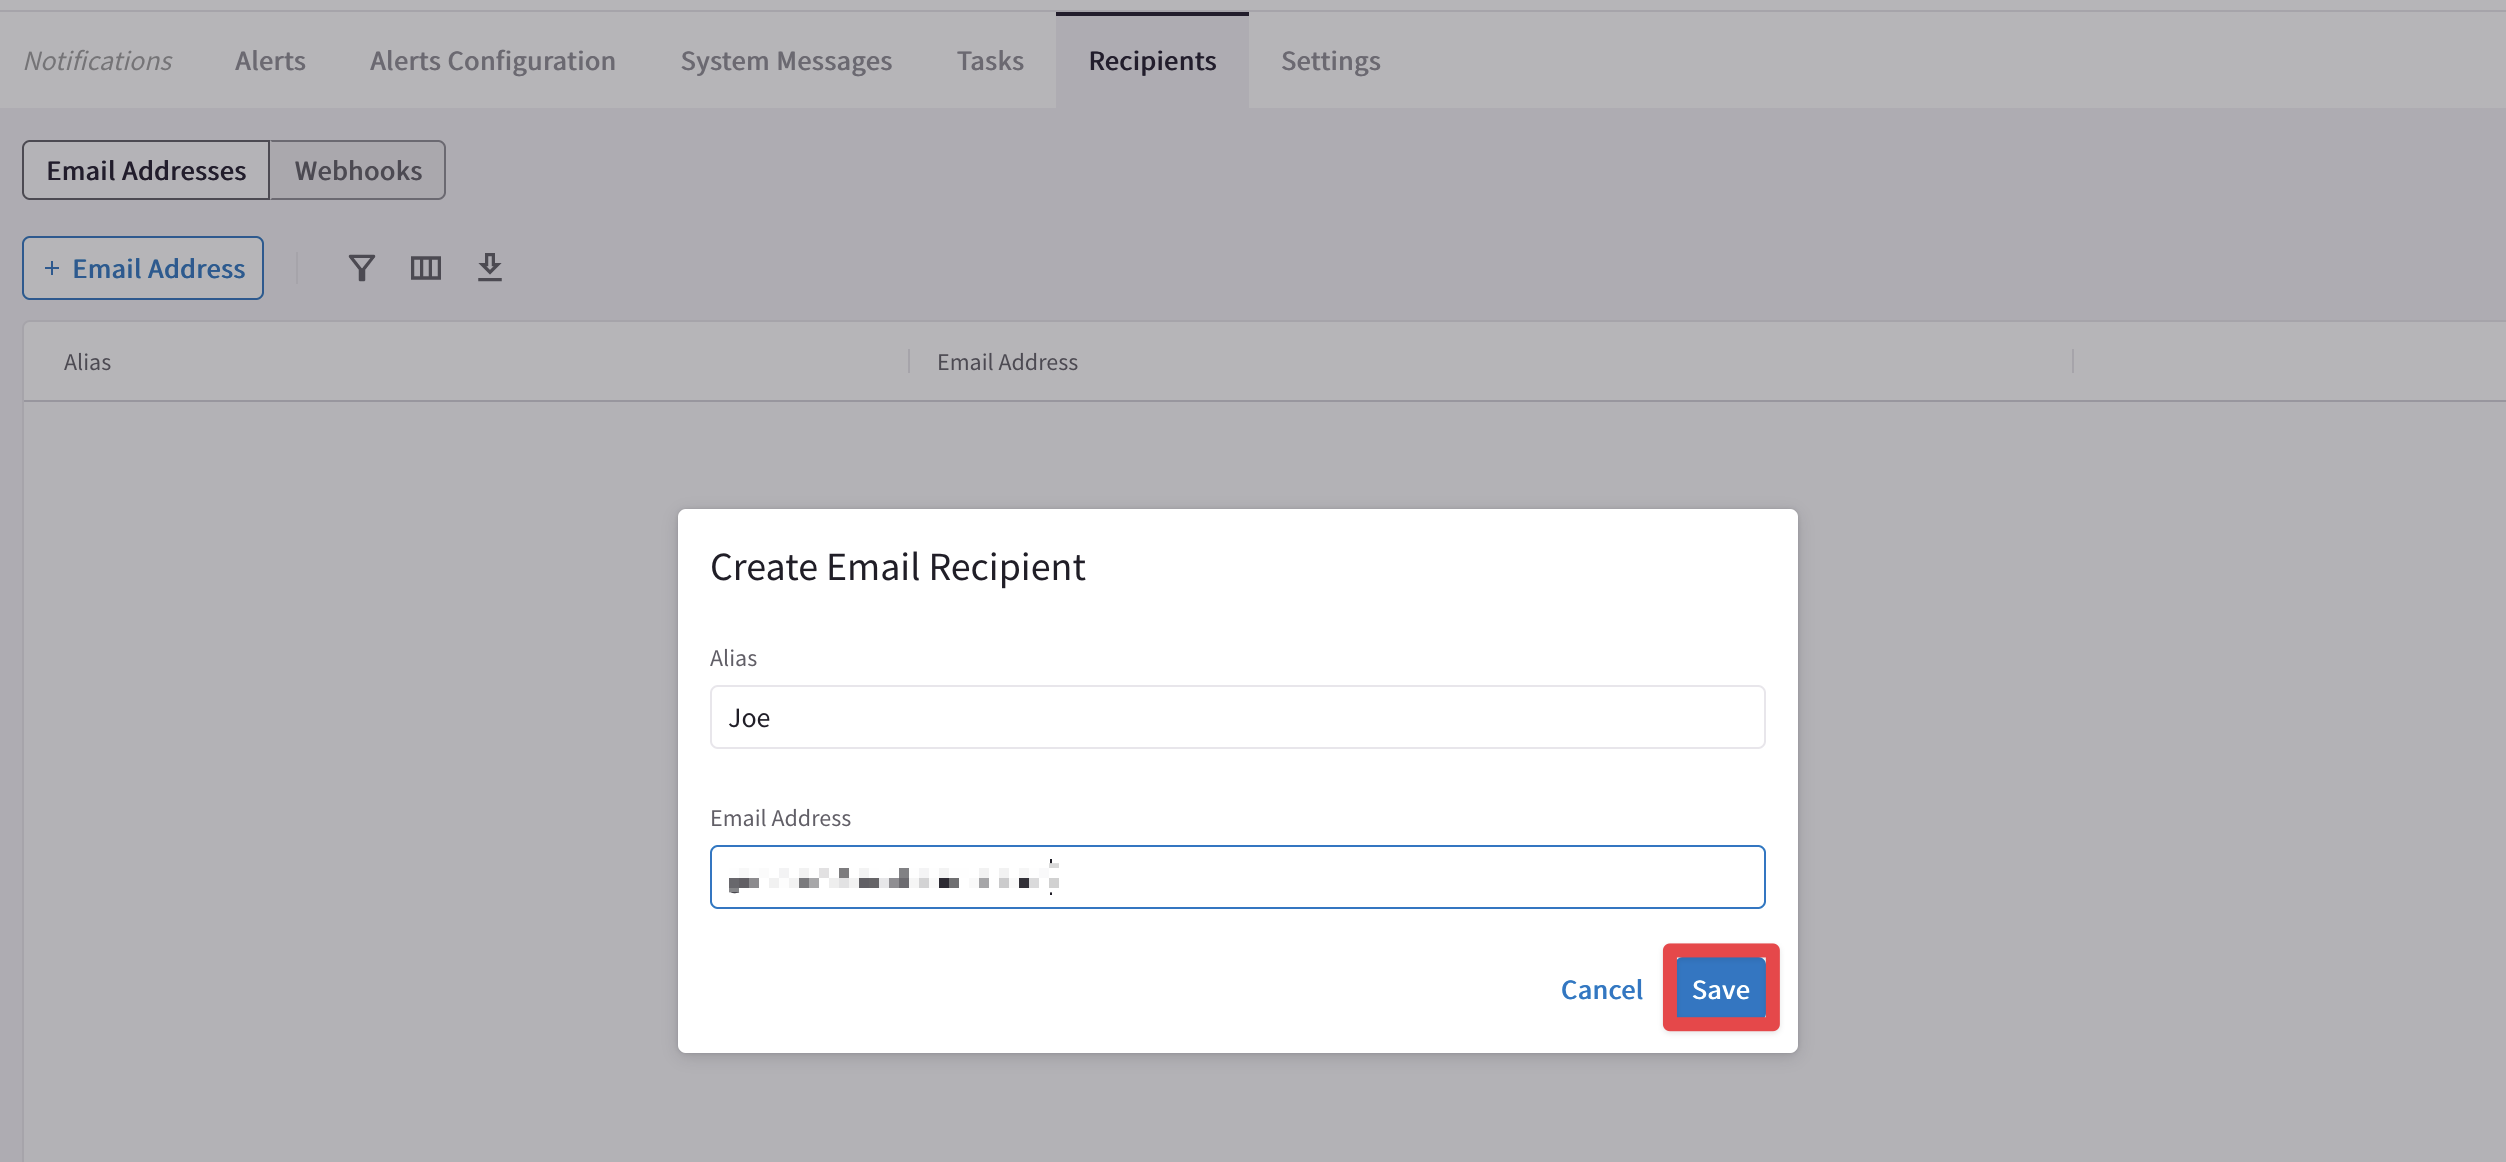 Notifications Alerts Alerts Configuration System Messages Tasks Recipients Settings
Email Addresses Webhooks
+ Email Address
Alias Email Address
Create Email Recipient
Alias
Joe
Email Address
Cancel Save